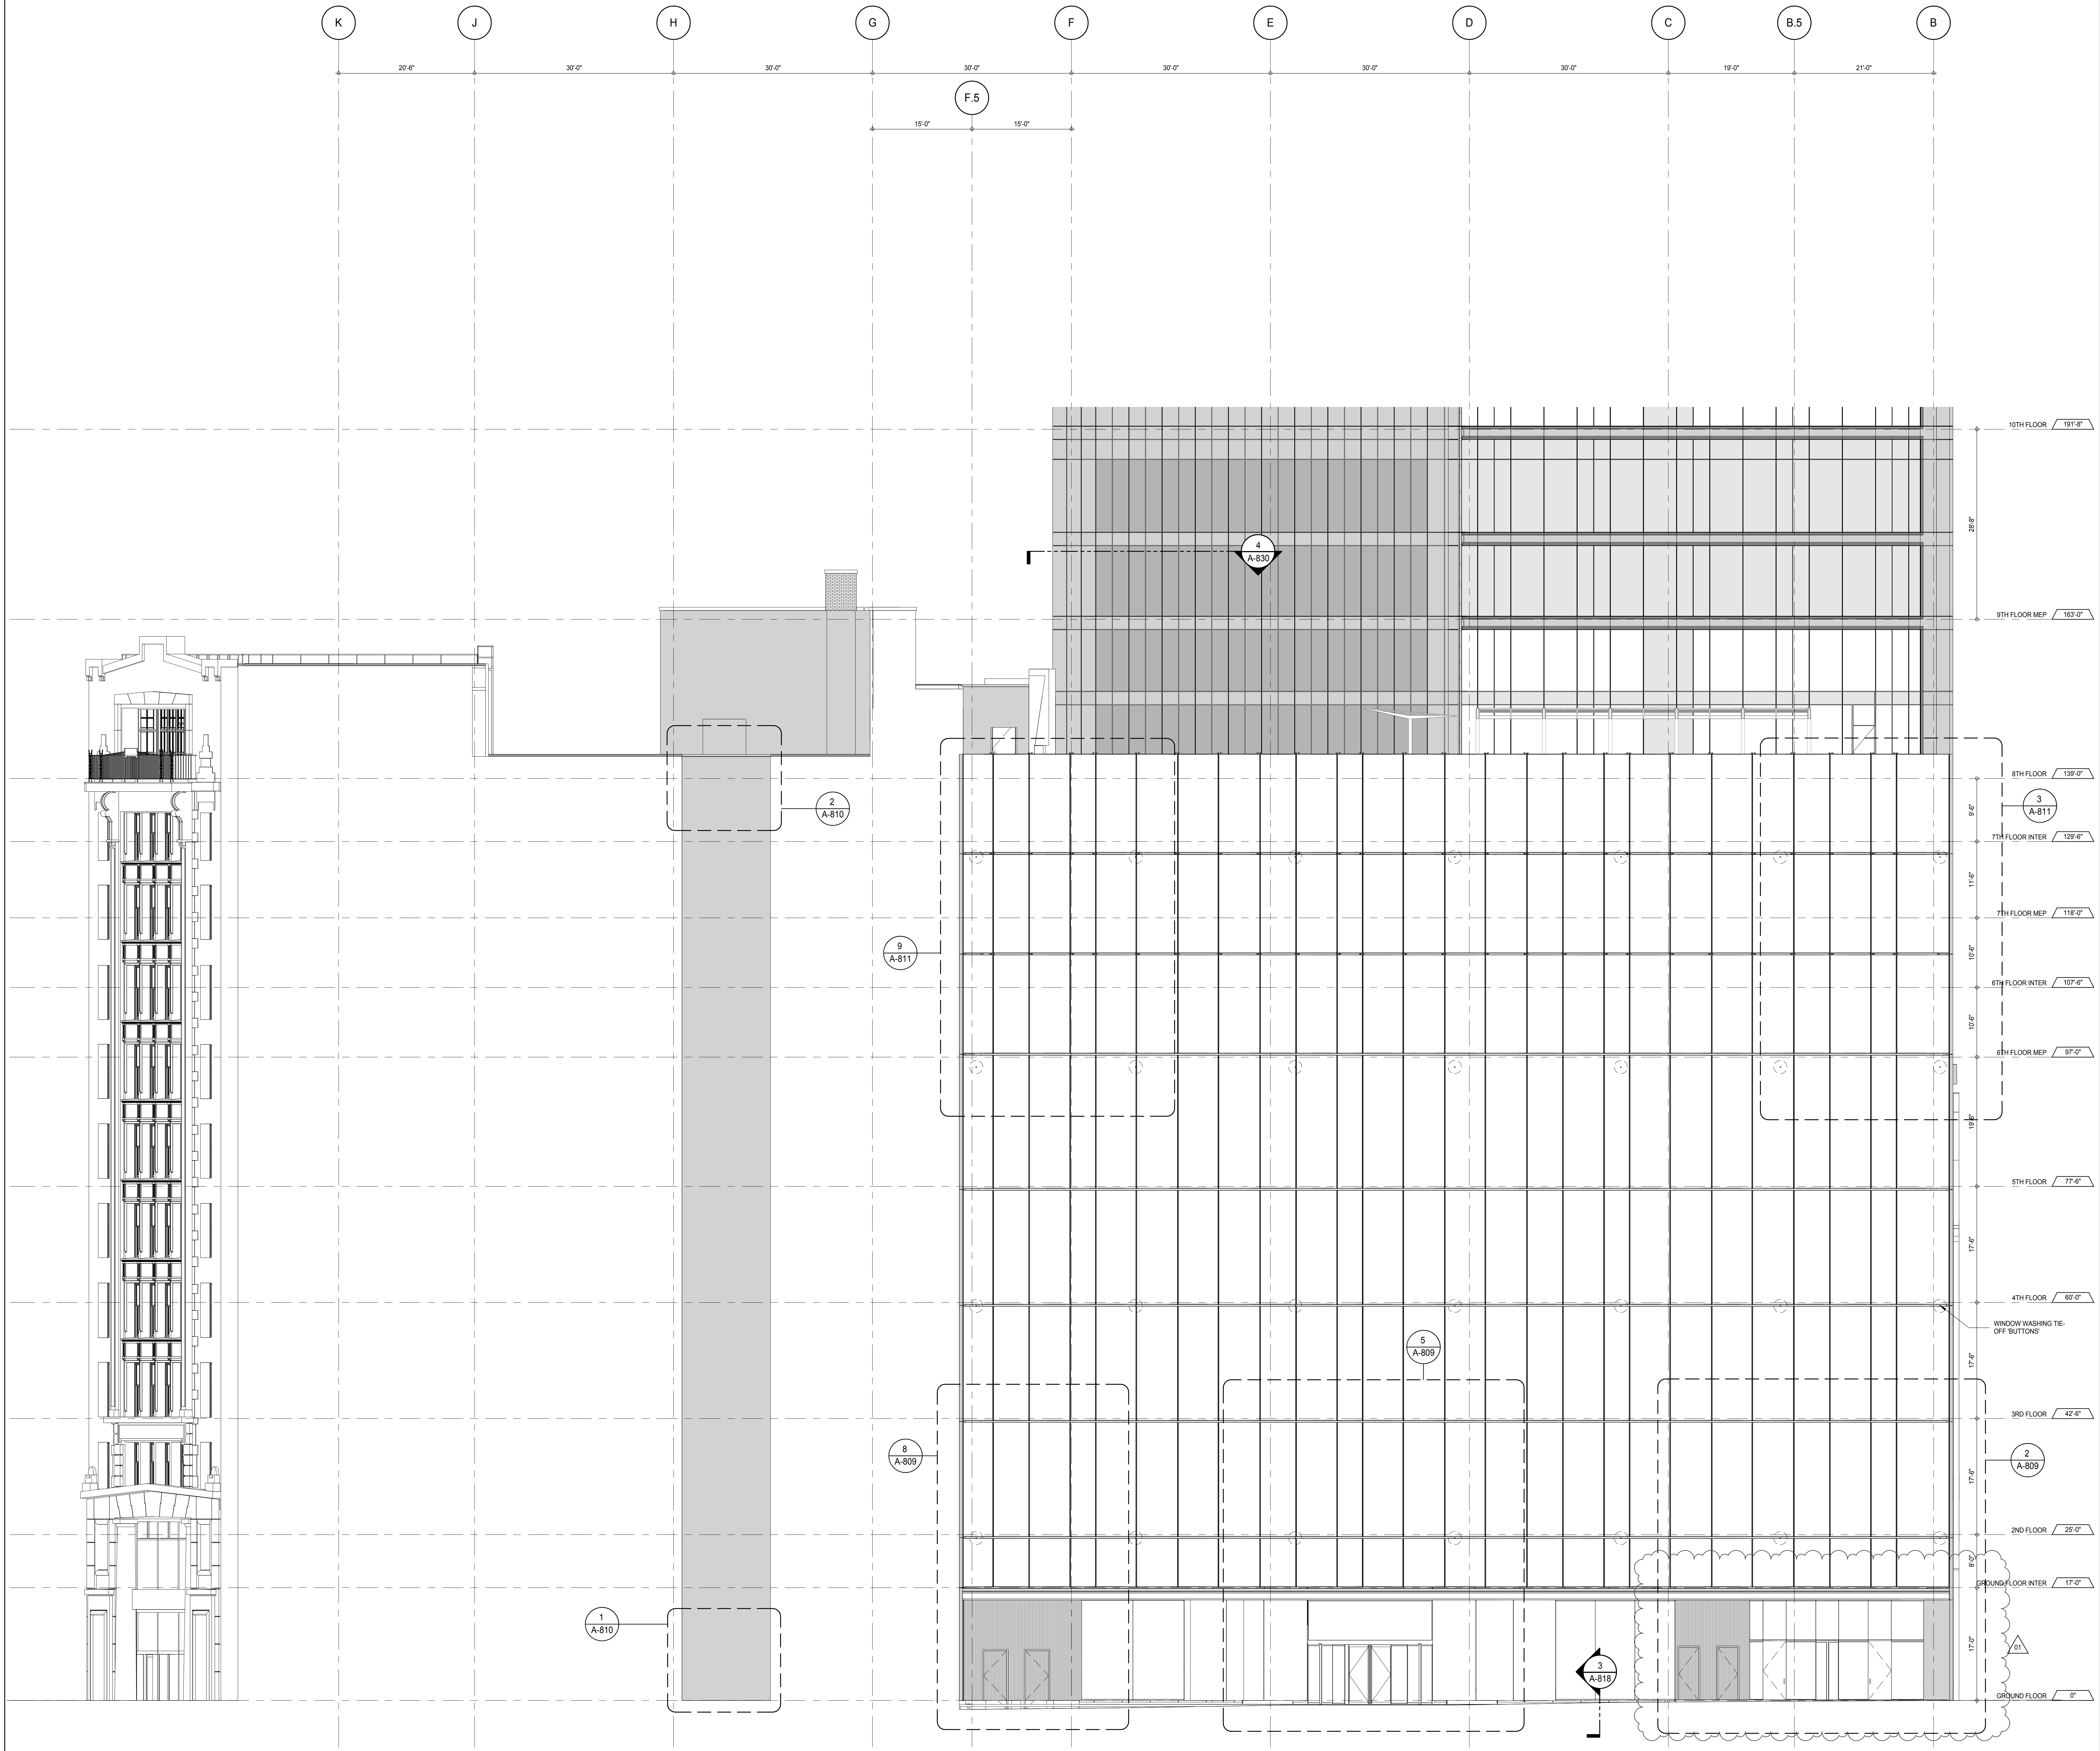 K J H G F E D C B.5 B
20'-6" 30'-0" 30'-0" 30'-0" 30'-0" 30'-0" 30'-0" 19'-0" 21'-0"
F.5
15'-0" 15'-0"
10TH FLOOR 191'-8"
28'-8"
4
A-830
9TH FLOOR MEP 163'-0"
8TH FLOOR 139'-0"
2
A-810
9'-6"
3
A-811
7TH FLOOR INTER 129'-6"
11'-6"
7TH FLOOR MEP 118'-0"
9
A-811
10'-6"
6TH FLOOR INTER 107'-6"
10'-6"
6TH FLOOR MEP 97'-0"
19'-6"
5TH FLOOR 77'-6"
17'-6"
4TH FLOOR 60'-0"
WINDOW WASHING TIE-
OFF 'BUTTONS'
5
A-809
17'-6"
3RD FLOOR 42'-6"
8
A-809
2
A-809
17'-6"
2ND FLOOR 25'-0"
8'-0"
GROUND FLOOR INTER 17'-0"
1
A-810
17'-0"
01
3
A-818
GROUND FLOOR 0"